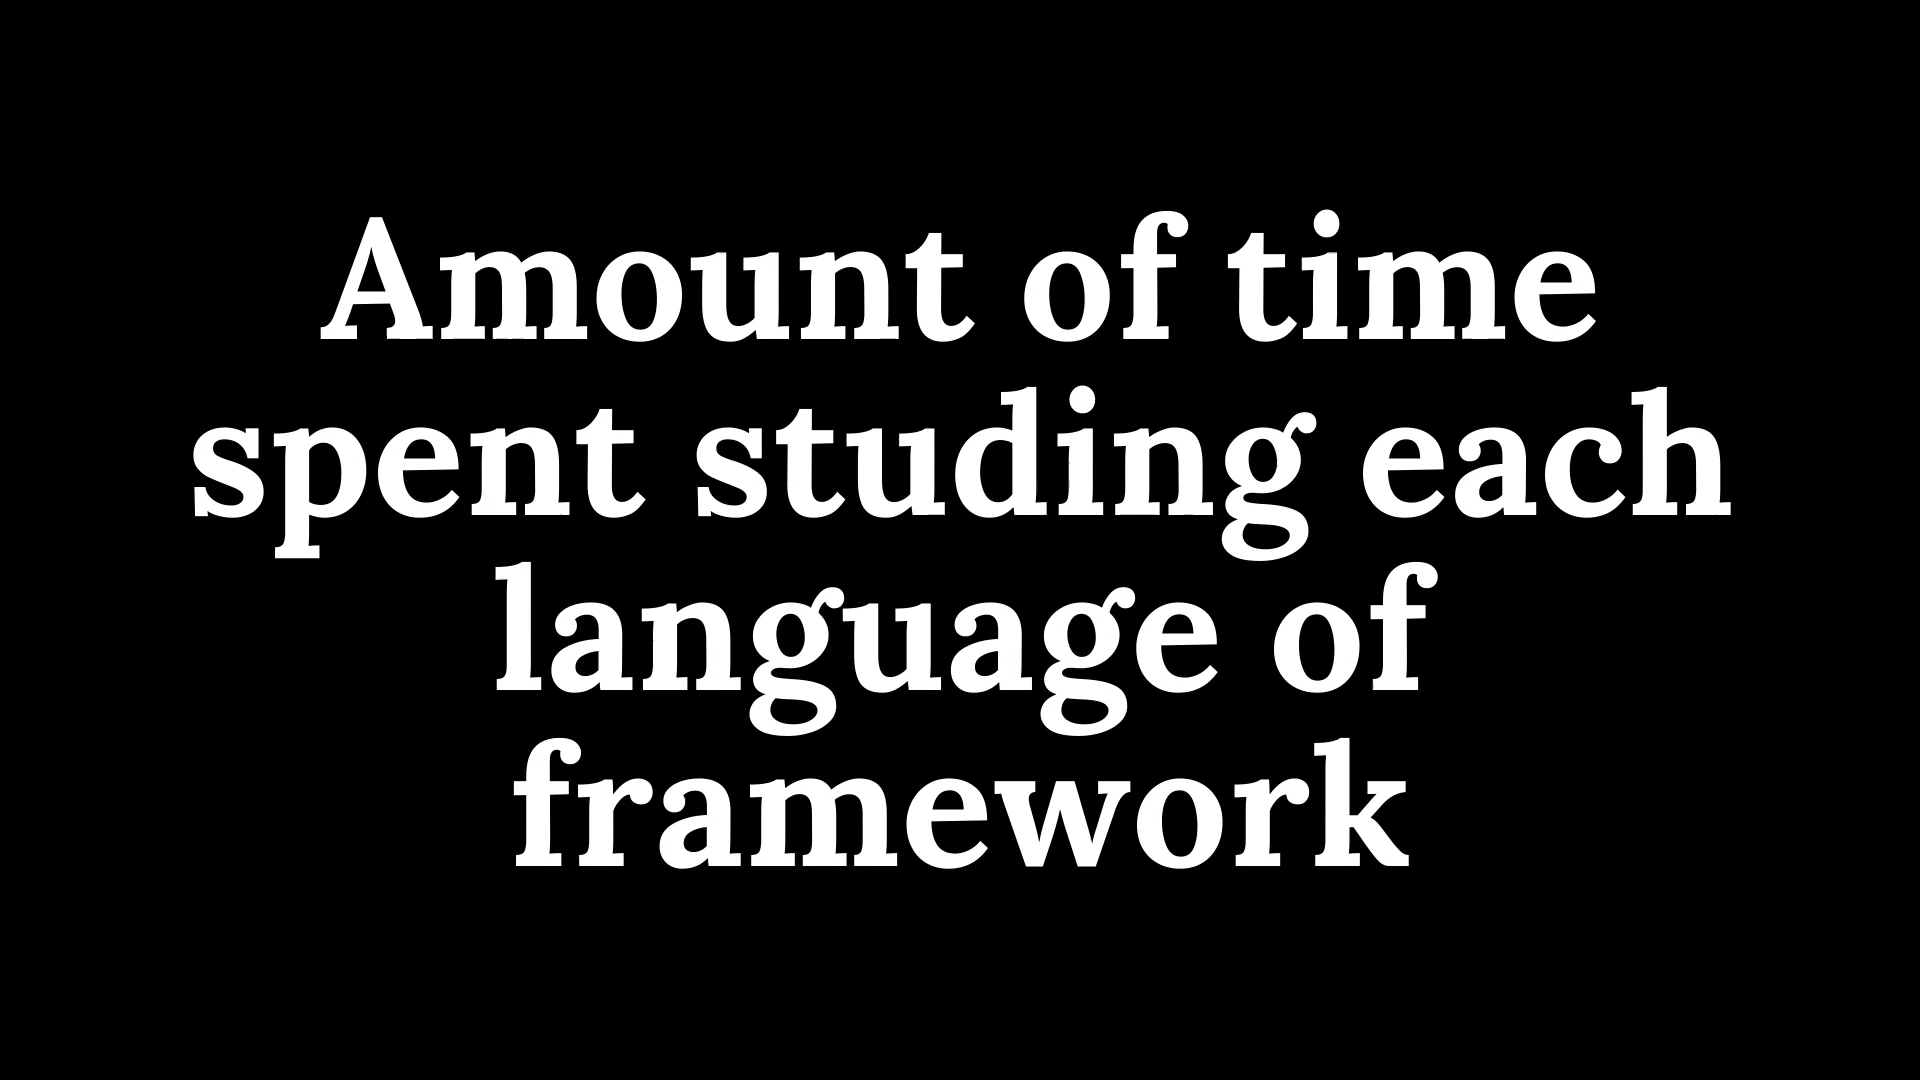 Amount of time
spent studing each
language of
framework